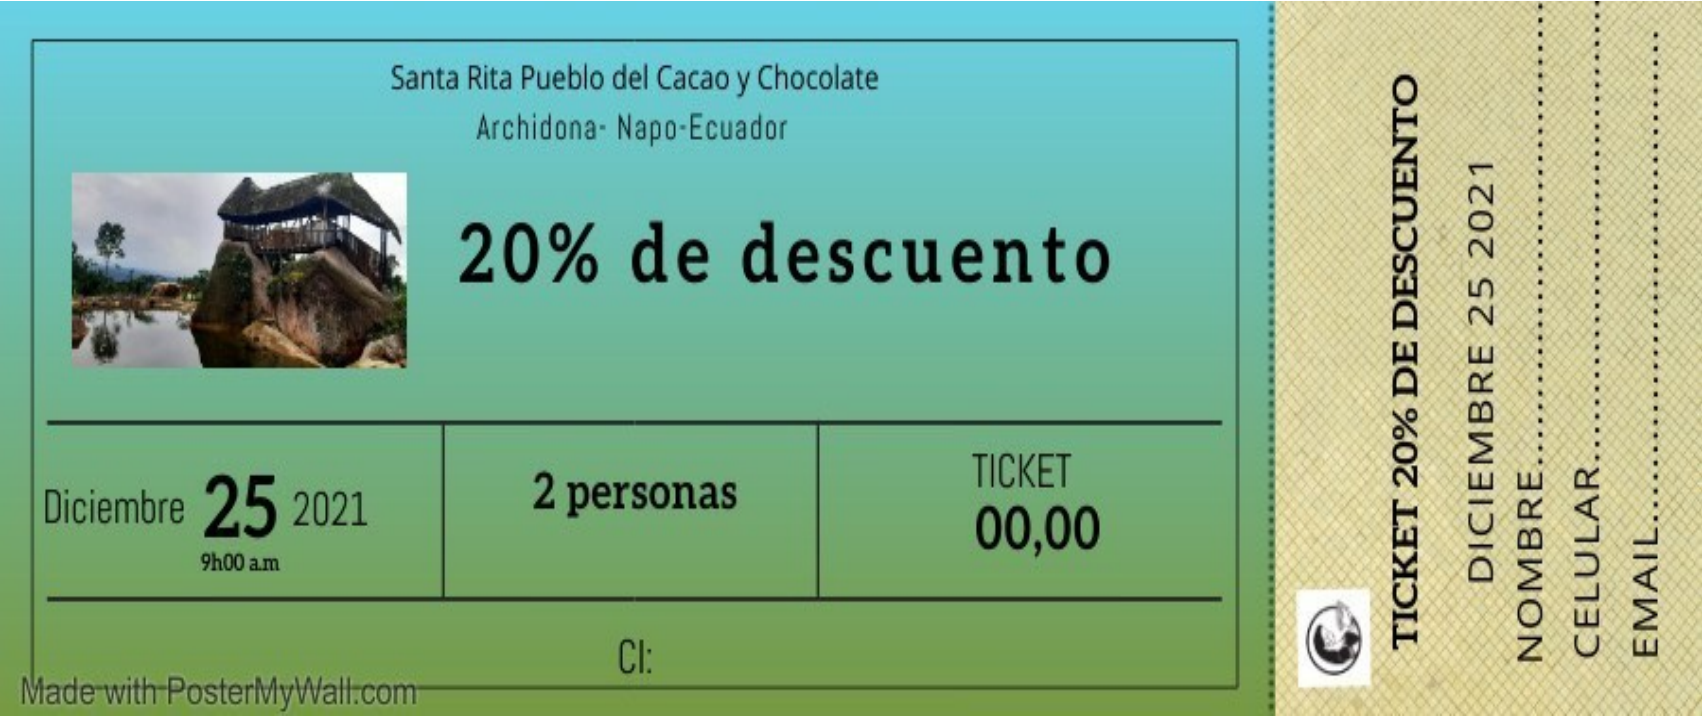 Santa Rita Pueblo del Cacao y Chocolate
Archidona- Napo-Ecuador
20% de descuento
Diciembre 25 2021
9h00 a.m
2 personas
TICKET
00,00
CI:
Made with PosterMyWall.com
TICKET 20% DE DESCUENTO
DICIEMBRE 25 2021
NOMBRE..........................................
CELULAR..........................................
EMAIL..........................................